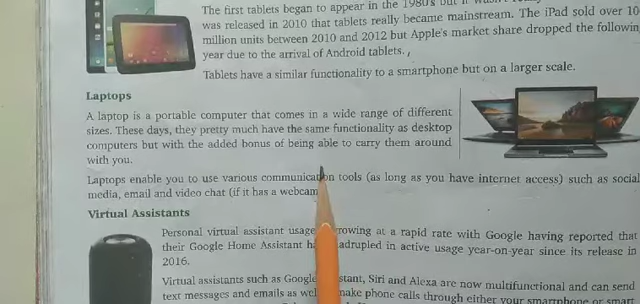 The first tablets began to appear in the 1980's but it
was released in 2010 that tablets really became mainstream. The iPad sold over 10
million units between 2010 and 2012 but Apple's market share dropped the
year due to the arrival of Android tablets.
Tablets have a similar functionality to a smartphone but on a larger scale.
Laptops
A laptop is a portable computer that comes in a wide range of different
sizes. These days, they pretty much have the same functionality as desktop
computers but with the added bonus of being able to carry them around
with you.
Laptops enable you to use various communication tools (as long as you have internet access) such as social
media, email and video chat (if it has a webcam
Virtual Assistants
Personal virtual assistant usage rowing at a rapid rate with Google having reported that
their Google Home Assistant h adrupled in active usage year-on-year since its release in
2016.
Virtual assistants such as Google stant, Siri and Alexa are now multifunctional and can send
text messages and emails as wel make phone calls through either your smartphone or smart